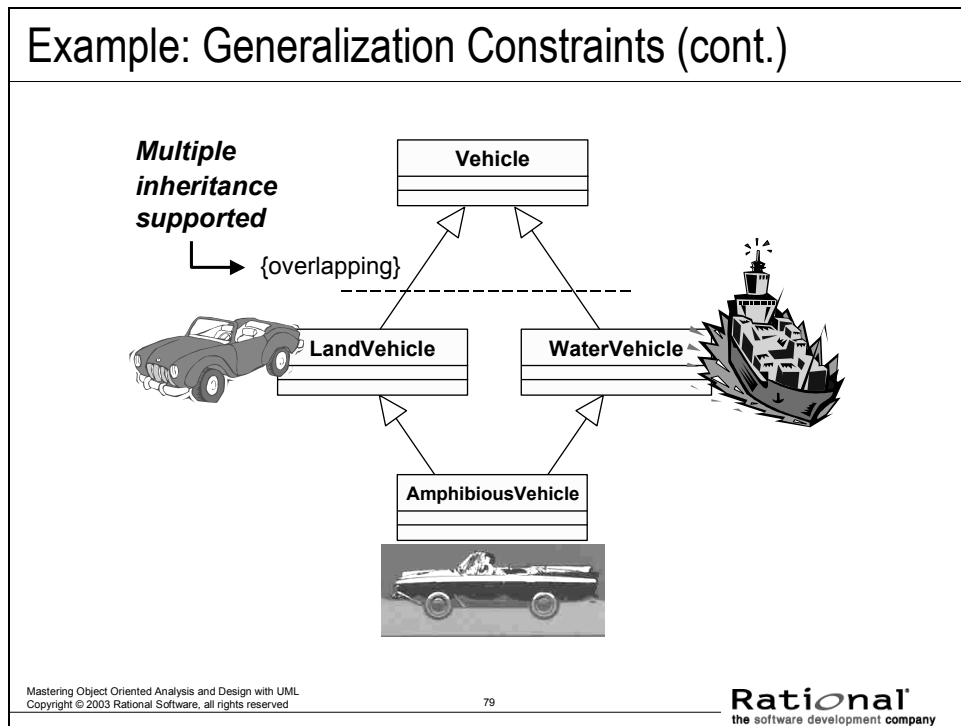 Example: Generalization Constraints (cont.)
Multiple
inheritance
supported
{overlapping}
Vehicle
LandVehicle
WaterVehicle
AmphibiousVehicle
Mastering Object Oriented Analysis and Design with UML
Copyright © 2003 Rational Software, all rights reserved
79
Rational
the software development company